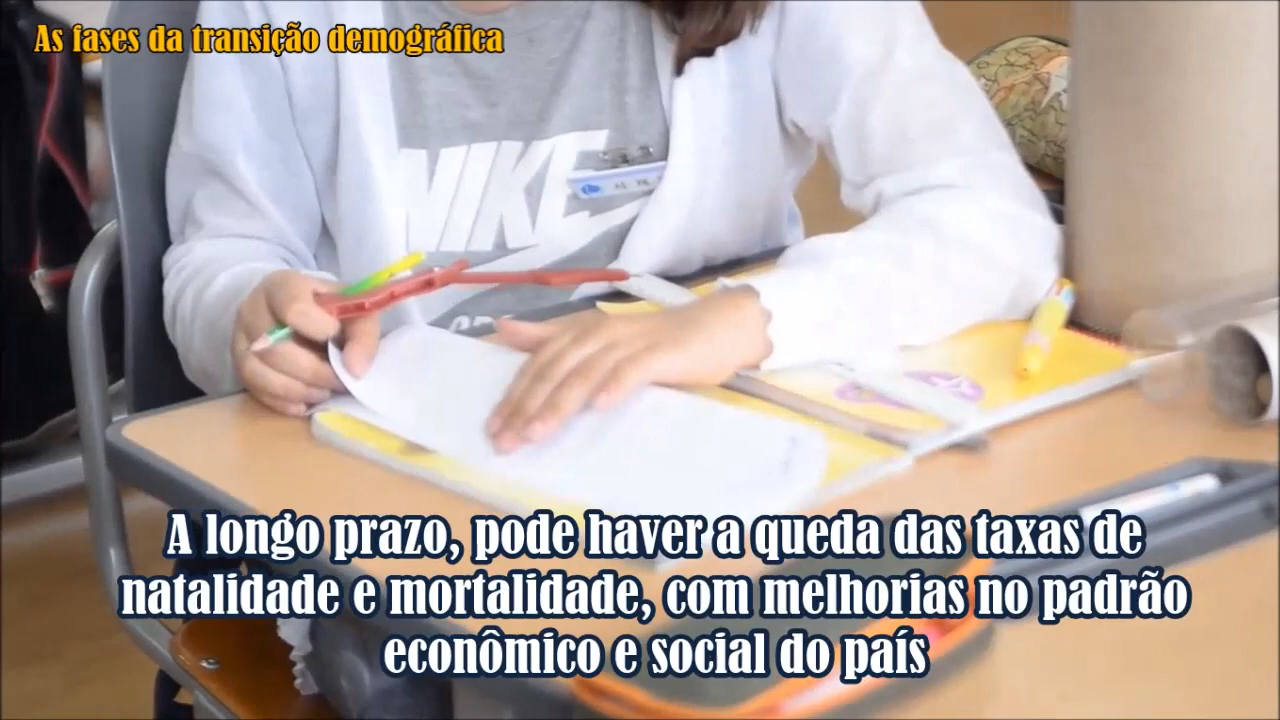 As fases da transição demográfica
NIKE
A longo prazo, pode haver a queda das taxas de
natalidade e mortalidade, com melhorias no padrão
econômico e social do país